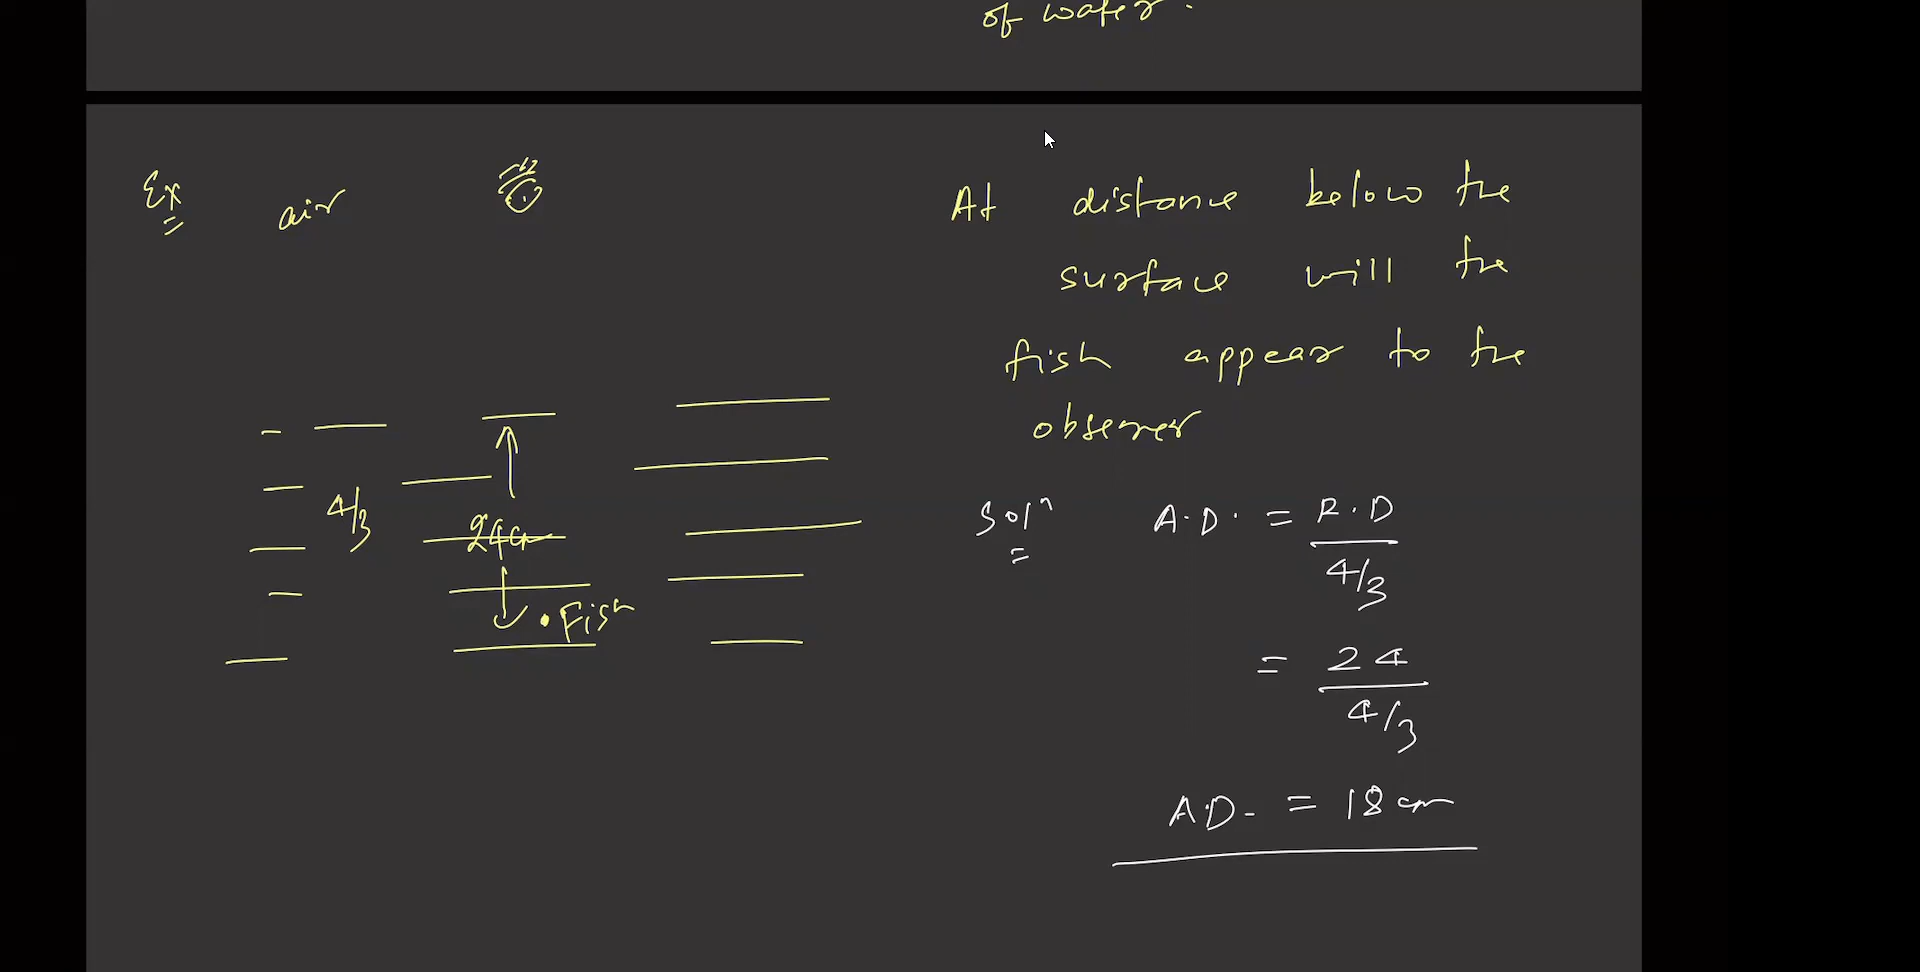 of water.
Ex air
4/3
24cm
Fish
At distance below the
surface will the
fish appear to the
observer
Solⁿ A.D. = R.D
4/3
= 24
4/3
A.D. = 18 cm